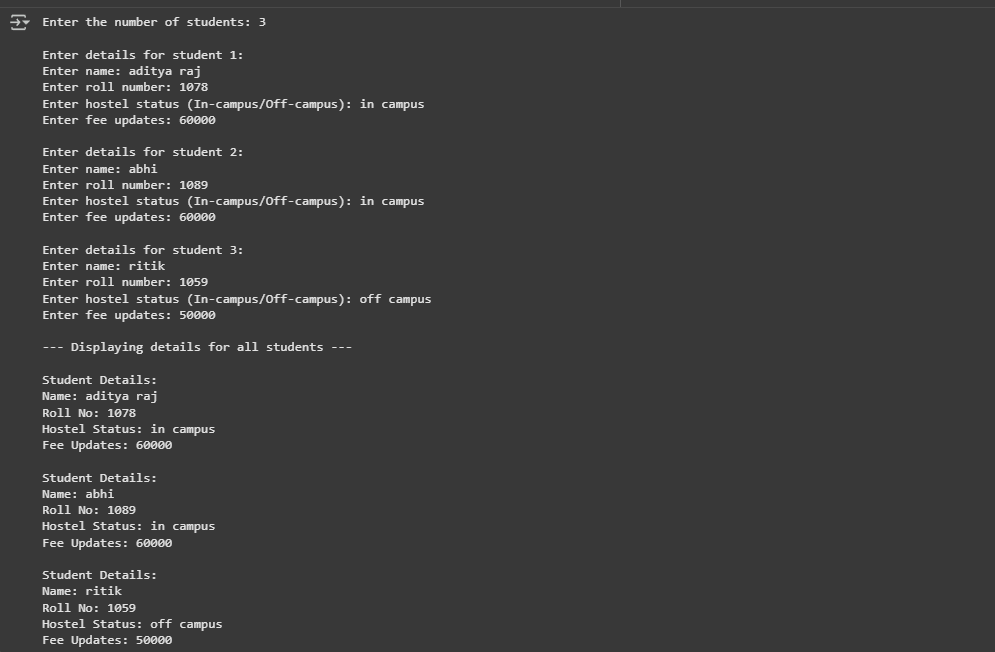 Enter the number of students: 3
Enter details for student 1:
Enter name: aditya raj
Enter roll number: 1078
Enter hostel status (In-campus/Off-campus): in campus
Enter fee updates: 60000
Enter details for student 2:
Enter name: abhi
Enter roll number: 1089
Enter hostel status (In-campus/Off-campus): in campus
Enter fee updates: 60000
Enter details for student 3:
Enter name: ritik
Enter roll number: 1059
Enter hostel status (In-campus/Off-campus): off campus
Enter fee updates: 50000
--- Displaying details for all students ---
Student Details:
Name: aditya raj
Roll No: 1078
Hostel Status: in campus
Fee Updates: 60000
Student Details:
Name: abhi
Roll No: 1089
Hostel Status: in campus
Fee Updates: 60000
Student Details:
Name: ritik
Roll No: 1059
Hostel Status: off campus
Fee Updates: 50000